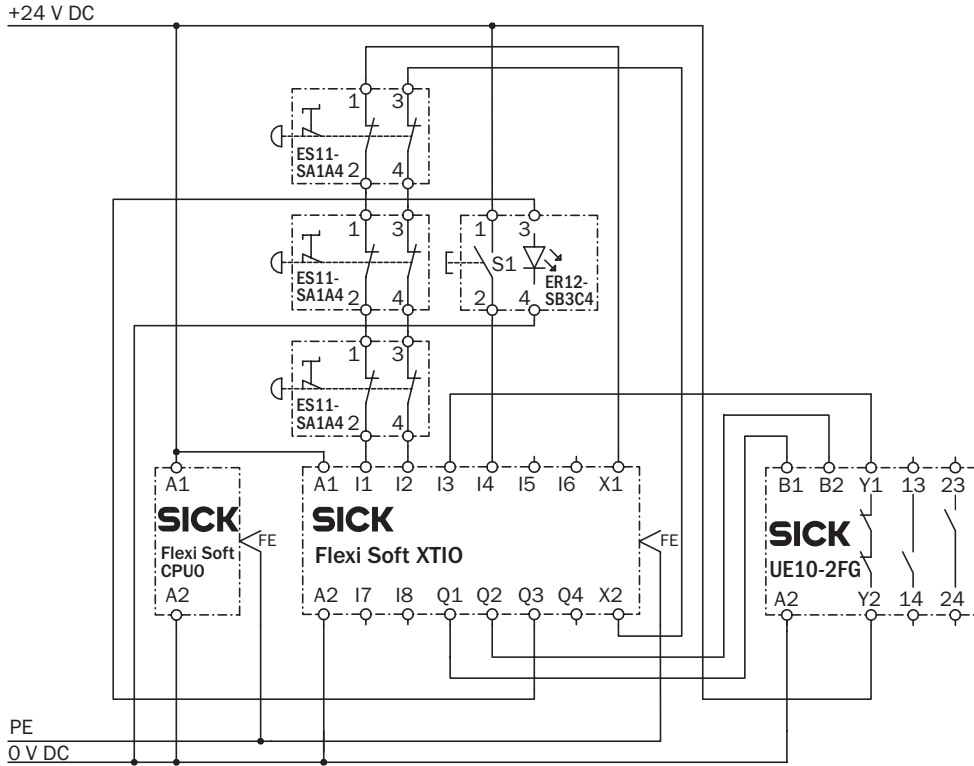 +24 V DC
1 3
ES11-
SA1A4 2 4
1 3
ES11-
SA1A4 2 4
1 3
S1
ER12-
SB3C4
2 4
1 3
ES11-
SA1A4 2 4
A1
SICK
Flexi Soft
CPU0
A2
FE
A1 I1 I2 I3 I4 I5 I6 X1
SICK
Flexi Soft XTIO
A2 I7 I8 Q1 Q2 Q3 Q4 X2
FE
B1 B2 Y1 13 23
SICK
UE10-2FG
A2 Y2 14 24
PE
0 V DC